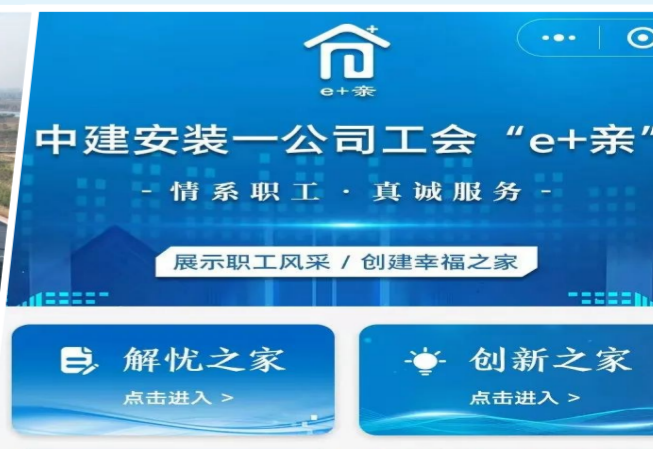 e+亲
中建安装一公司工会“e+亲”
- 情系职工 · 真诚服务 -
展示职工风采 / 创建幸福之家
解忧之家
点击进入 >
创新之家
点击进入 >